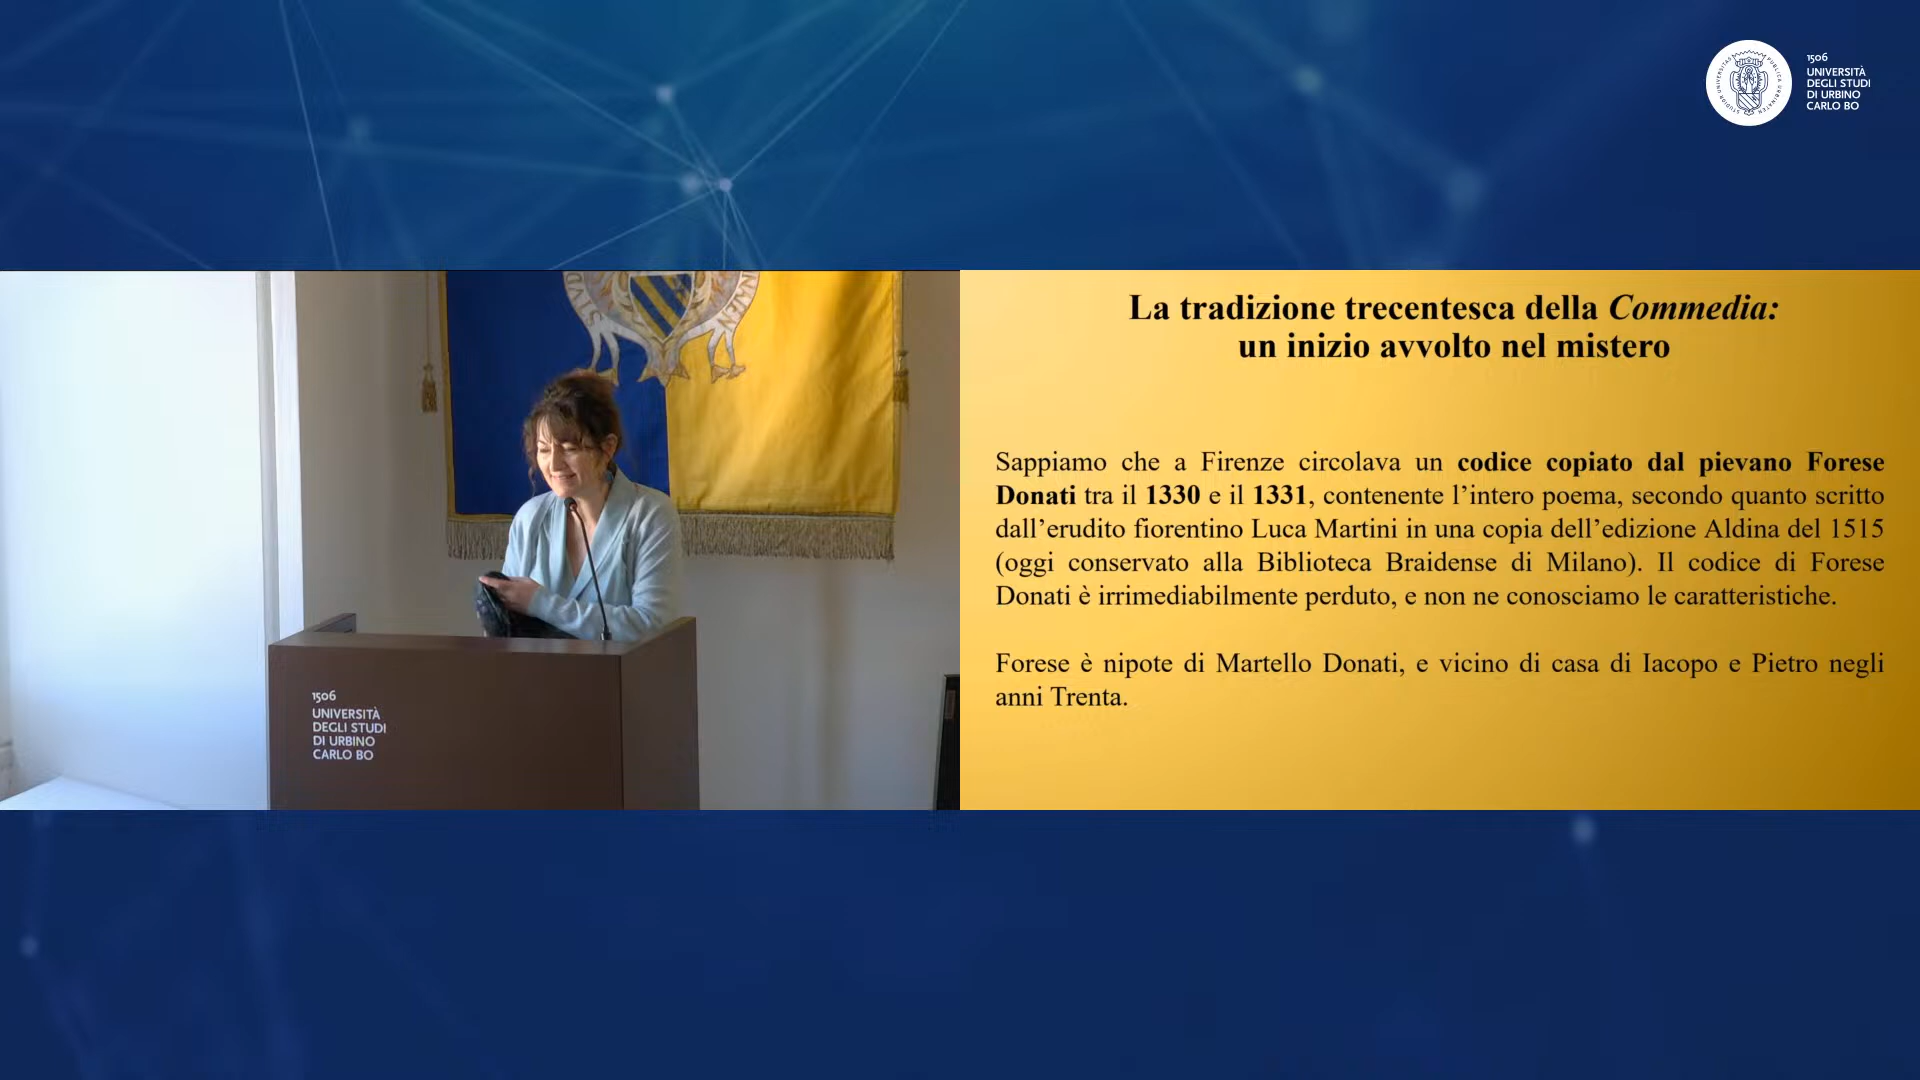 1506
UNIVERSITÀ
DEGLI STUDI
DI URBINO
CARLO BO
La tradizione trecentesca della Commedia:
un inizio avvolto nel mistero
Sappiamo che a Firenze circolava un codice copiato dal pievano Forese
Donati tra il 1330 e il 1331, contenente l’intero poema, secondo quanto scritto
dall’erudito fiorentino Luca Martini in una copia dell’edizione Aldina del 1515
(oggi conservato alla Biblioteca Braidense di Milano). Il codice di Forese
Donati è irrimediabilmente perduto, e non ne conosciamo le caratteristiche.
Forese è nipote di Martello Donati, e vicino di casa di Iacopo e Pietro negli
anni Trenta.
1506
UNIVERSITÀ
DEGLI STUDI
DI URBINO
CARLO BO